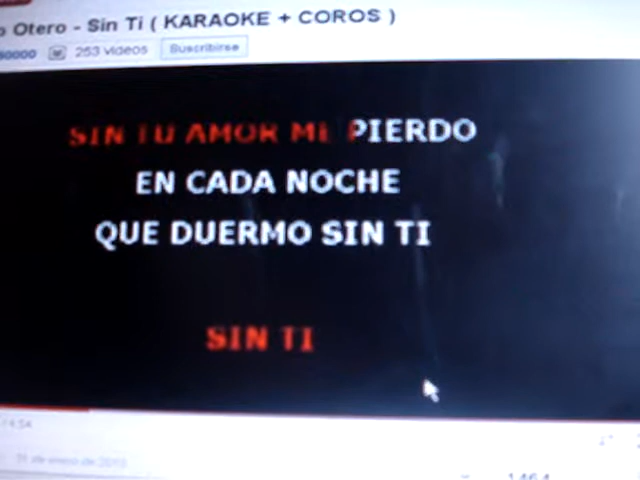 o Otero - Sin Ti ( KARAOKE + COROS )
253 videos Suscribirse
SIN TU AMOR ME PIERDO
EN CADA NOCHE
QUE DUERMO SIN TI
SIN TI